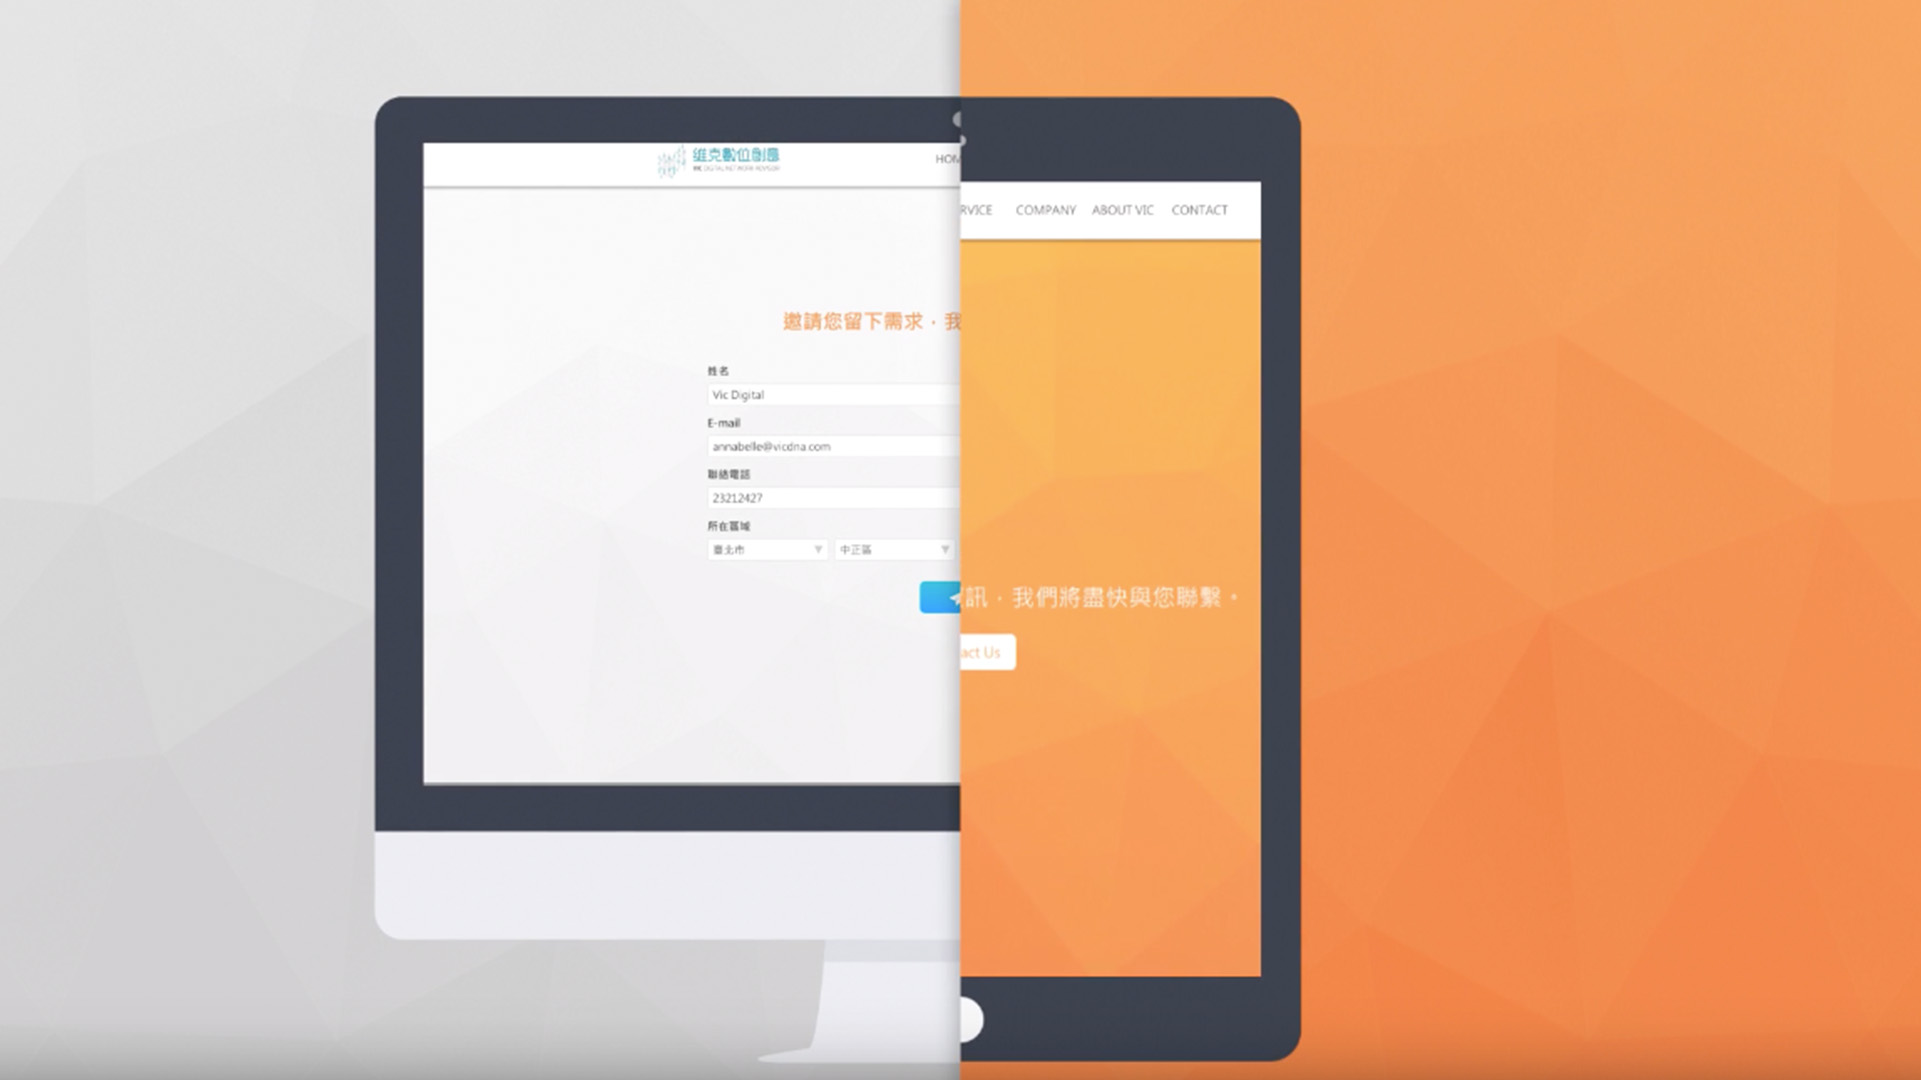 維克數位創意
VIC DIGITAL NETWORK ADVISOR
HOM
RVICE COMPANY ABOUT VIC CONTACT
邀請您留下需求．我
姓名
Vic Digital
E-mail
annabelle@vicdna.com
聯絡電話
23212427
所在區域
臺北市 中正區
訊．我們將盡快與您聯繫。
act Us